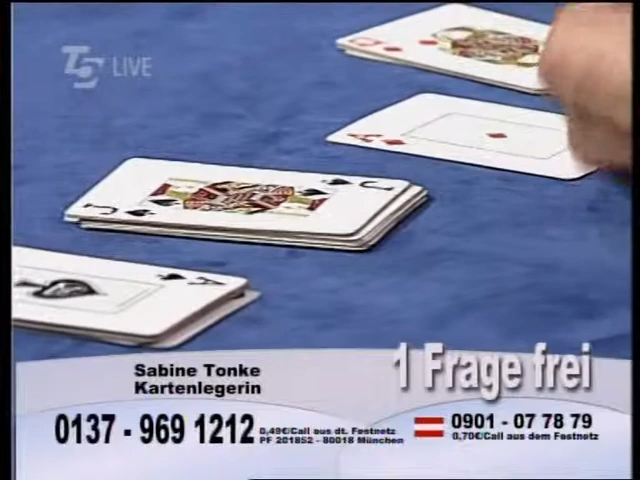 T5 LIVE
Q
A
J
J
A
1 Frage frei
Sabine Tonke
Kartenlegerin
0137 - 969 1212 0,49€/Call aus dt. Festnetz
PF 201852 - 80018 München
0901 - 07 78 79
0,70€/Call aus dem Festnetz